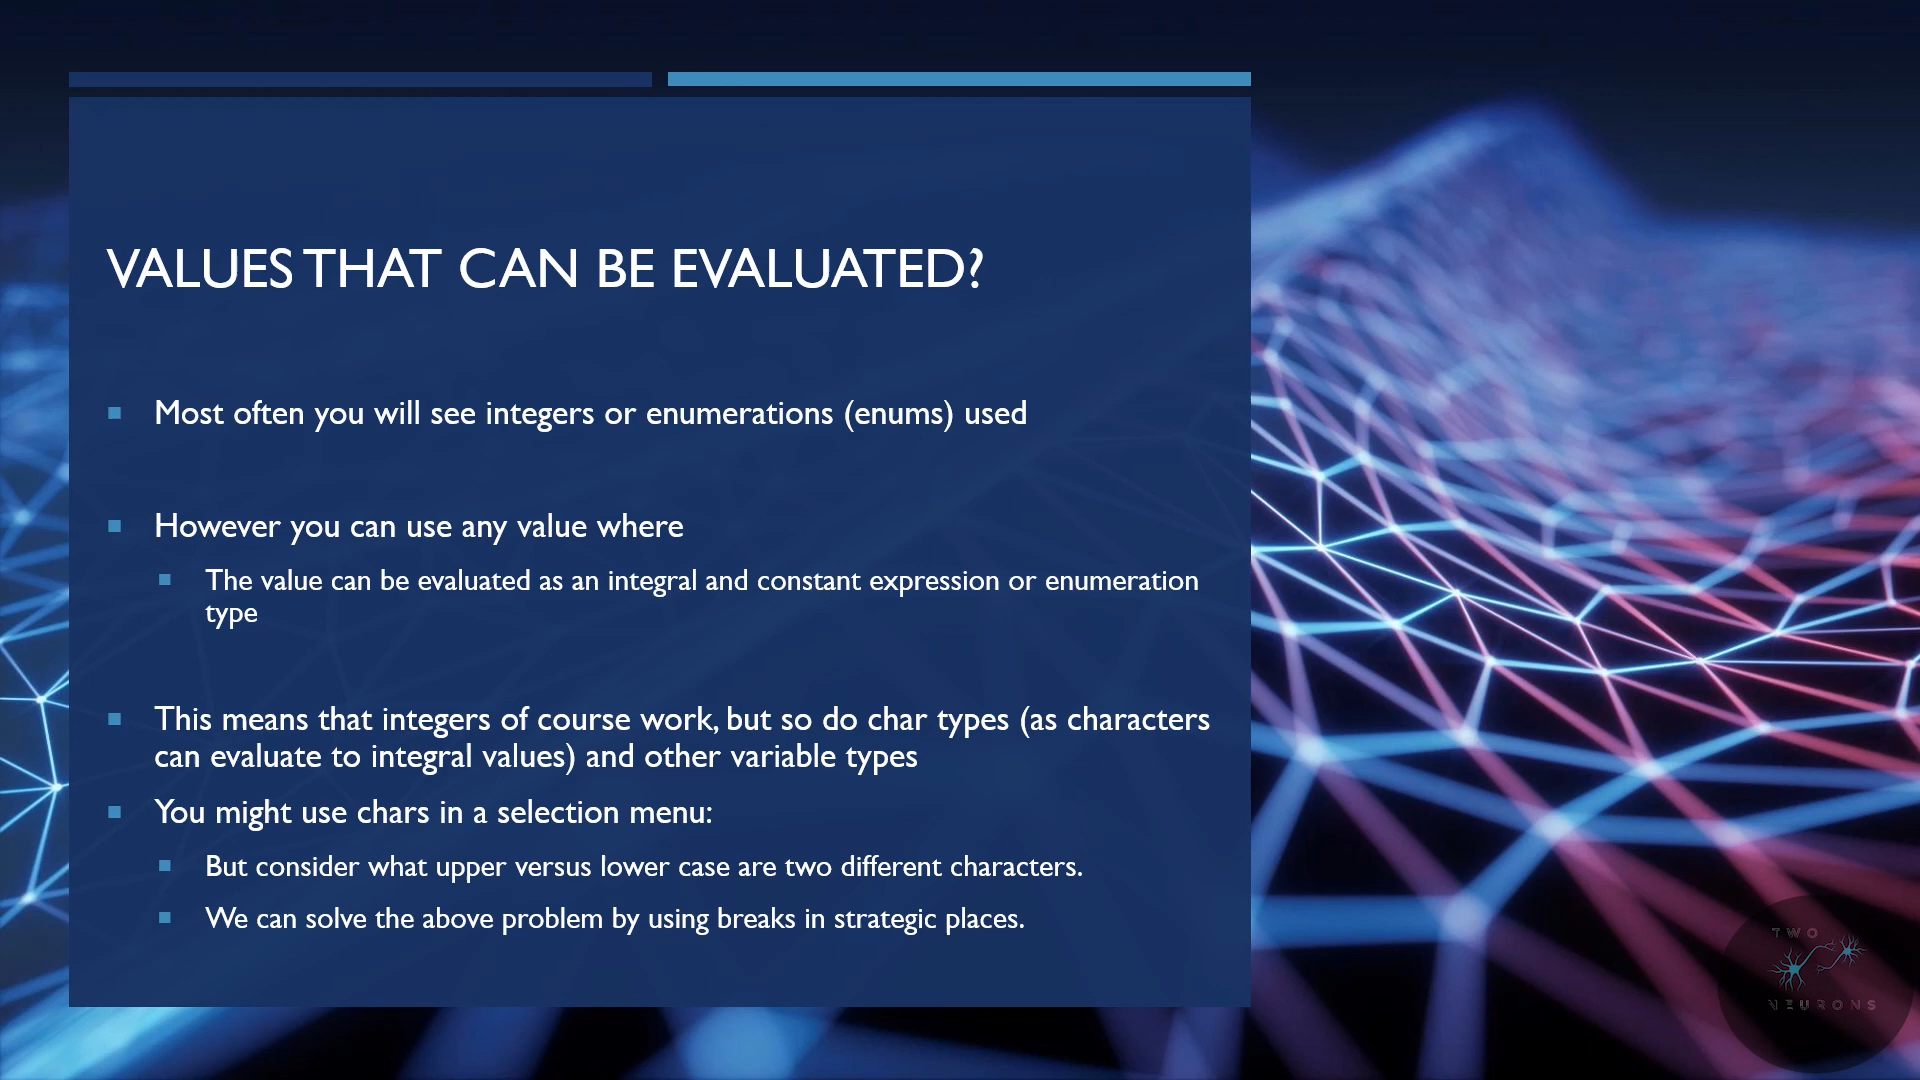 VALUES THAT CAN BE EVALUATED?
Most often you will see integers or enumerations (enums) used
However you can use any value where
The value can be evaluated as an integral and constant expression or enumeration
type
This means that integers of course work, but so do char types (as characters
can evaluate to integral values) and other variable types
You might use chars in a selection menu:
But consider what upper versus lower case are two different characters.
We can solve the above problem by using breaks in strategic places.
TWO
NEURONS